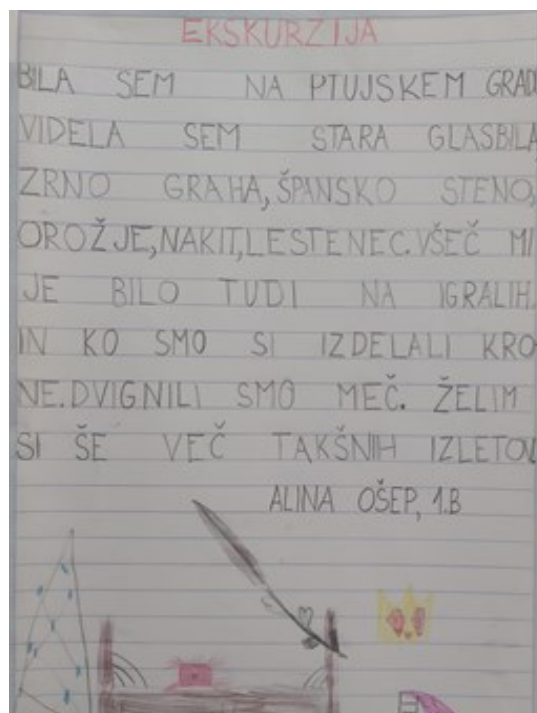 EKSKURZIJA
BILA SEM NA PTUJSKEM GRADU
VIDELA SEM STARA GLASBILA
ZRNO GRAHA, ŠPANSKO STENO,
OROŽJE, NAKIT, LESTENEC. VŠEČ MI
JE BILO TUDI NA IGRALIH.
IN KO SMO SI IZDELALI KRO
NE. DVIGNILI SMO MEČ. ŽELIM
SI ŠE VEČ TAKŠNIH IZLETOV
ALINA OŠEP, 1.B